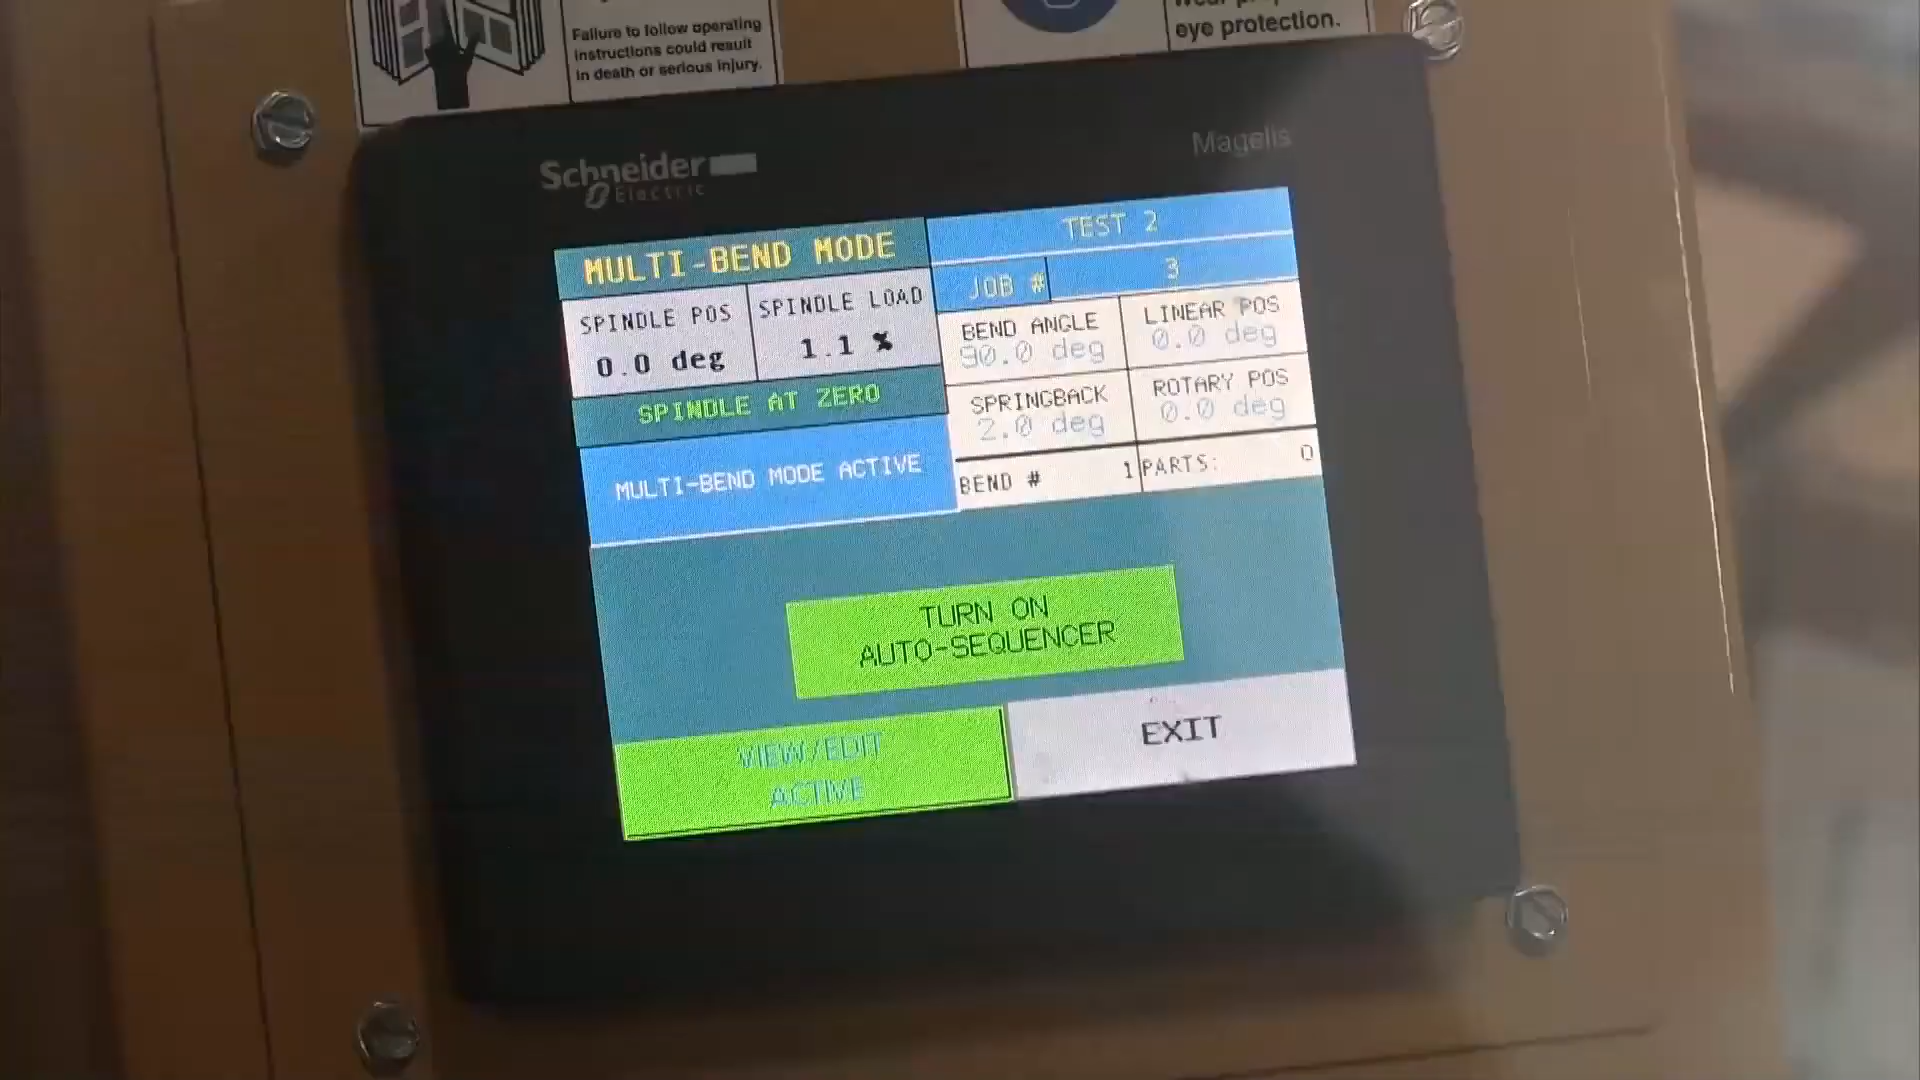 Failure to follow operating
instructions could result
in death or serious injury.
eye protection.
Schneider
Electric
Magelis
MULTI-BEND MODE
TEST 2
JOB # 3
SPINDLE POS SPINDLE LOAD
0.0 deg 1.1 %
BEND ANGLE LINEAR POS
90.0 deg 0.0 deg
SPINDLE AT ZERO
SPRINGBACK ROTARY POS
2.0 deg 0.0 deg
MULTI-BEND MODE ACTIVE
BEND # 1 PARTS: 0
TURN ON
AUTO-SEQUENCER
VIEW/EDIT
ACTIVE
EXIT